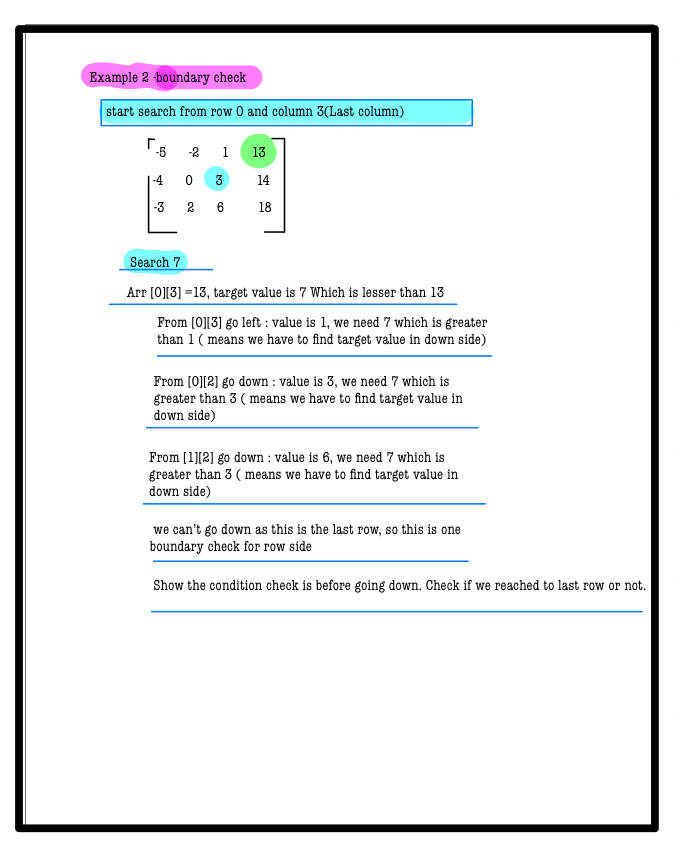 Example 2 -boundary check
start search from row 0 and column 3(Last column)
-5 -2 1 13
-4 0 3 14
-3 2 6 18
Search 7
Arr [0][3] =13, target value is 7 Which is lesser than 13
From [0][3] go left : value is 1, we need 7 which is greater
than 1 ( means we have to find target value in down side)
From [0][2] go down : value is 3, we need 7 which is
greater than 3 ( means we have to find target value in
down side)
From [1][2] go down : value is 6, we need 7 which is
greater than 3 ( means we have to find target value in
down side)
we can't go down as this is the last row, so this is one
boundary check for row side
Show the condition check is before going down. Check if we reached to last row or not.